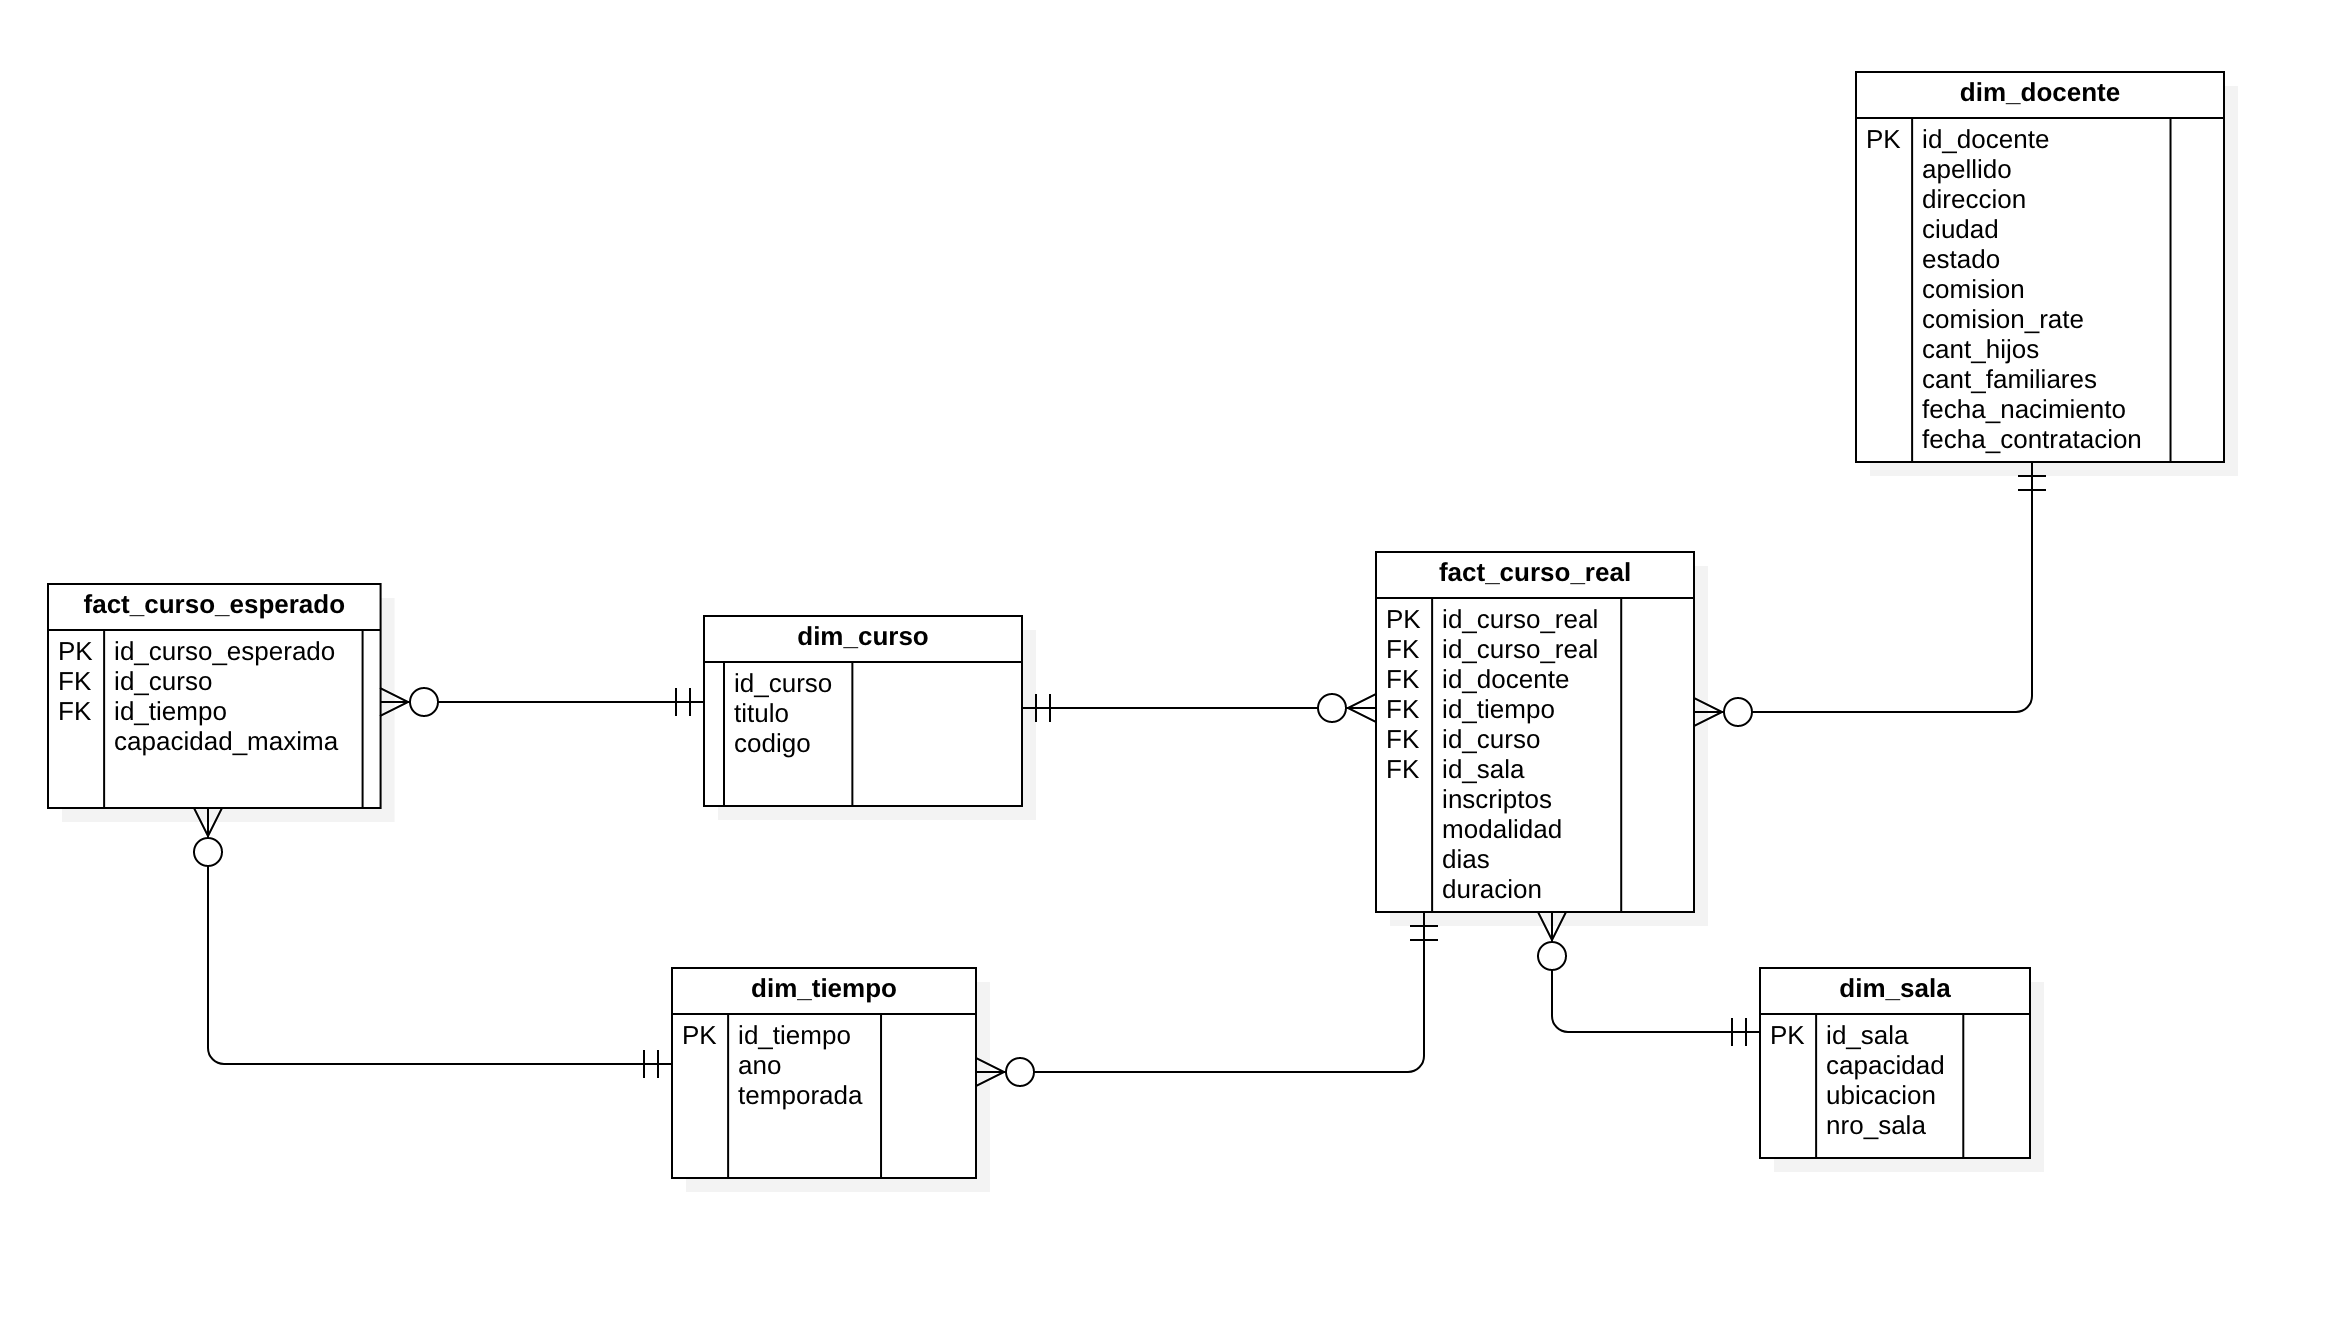 dim_docente
PK id_docente
apellido
direccion
ciudad
estado
comision
comision_rate
cant_hijos
cant_familiares
fecha_nacimiento
fecha_contratacion
fact_curso_esperado
PK id_curso_esperado
FK id_curso
FK id_tiempo
capacidad_maxima
dim_curso
id_curso
titulo
codigo
fact_curso_real
PK id_curso_real
FK id_curso_real
FK id_docente
FK id_tiempo
FK id_curso
FK id_sala
inscriptos
modalidad
dias
duracion
dim_tiempo
PK id_tiempo
ano
temporada
dim_sala
PK id_sala
capacidad
ubicacion
nro_sala